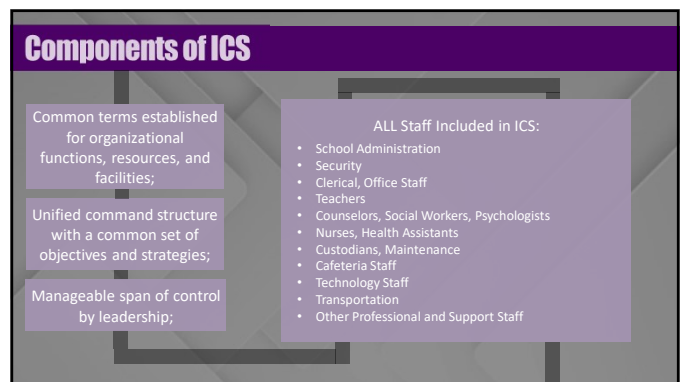 Components of ICS
Common terms established
for organizational
functions, resources, and
facilities;
Unified command structure
with a common set of
objectives and strategies;
Manageable span of control
by leadership;
ALL Staff Included in ICS:
• School Administration
• Security
• Clerical, Office Staff
• Teachers
• Counselors, Social Workers, Psychologists
• Nurses, Health Assistants
• Custodians, Maintenance
• Cafeteria Staff
• Technology Staff
• Transportation
• Other Professional and Support Staff